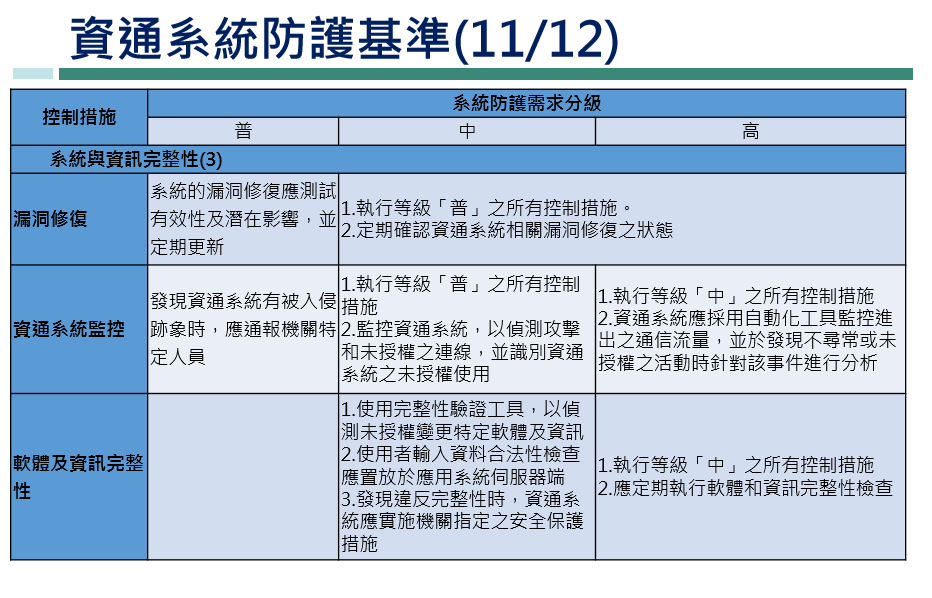 資通系統防護基準(11/12)
控制措施
系統防護需求分級
普
中
高
系統與資訊完整性(3)
漏洞修復
系統的漏洞修復應測試
有效性及潛在影響，並
定期更新
1.執行等級「普」之所有控制措施。
2.定期確認資通系統相關漏洞修復之狀態
資通系統監控
發現資通系統有被入侵
跡象時，應通報機關特
定人員
1.執行等級「普」之所有控制
措施
2.監控資通系統，以偵測攻擊
和未授權之連線，並識別資通
系統之未授權使用
1.執行等級「中」之所有控制措施
2.資通系統應採用自動化工具監控進
出之通信流量，並於發現不尋常或未
授權之活動時針對該事件進行分析
軟體及資訊完整
性
1.使用完整性驗證工具，以偵
測未授權變更特定軟體及資訊
2.使用者輸入資料合法性檢查
應置放於應用系統伺服器端
3.發現違反完整性時，資通系
統應實施機關指定之安全保護
措施
1.執行等級「中」之所有控制措施
2.應定期執行軟體和資訊完整性檢查